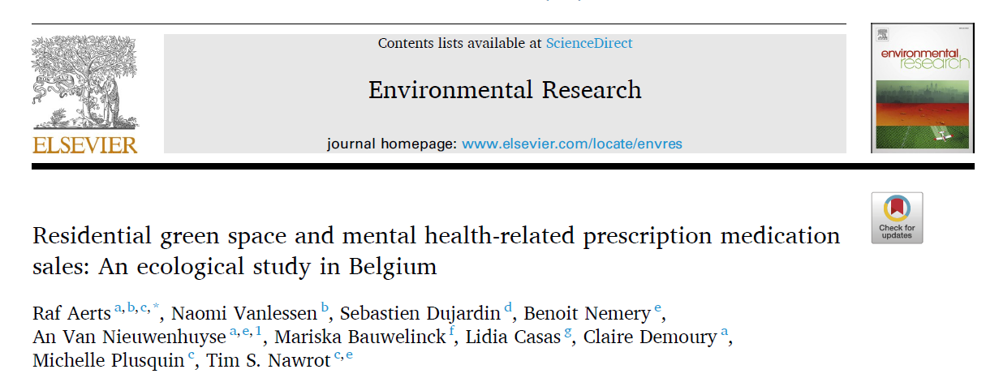 Contents lists available at ScienceDirect
Environmental Research
journal homepage: www.elsevier.com/locate/envres
ELSEVIER
environmental
research
Check for
updates
Residential green space and mental health-related prescription medication
sales: An ecological study in Belgium
Raf Aerts a,b,c,*, Naomi Vanlessen b, Sebastien Dujardin d, Benoit Nemery e,
An Van Nieuwenhuyse a,e,1, Mariska Bauwelinck f, Lidia Casas g, Claire Demoury a,
Michelle Plusquin c, Tim S. Nawrot c,e